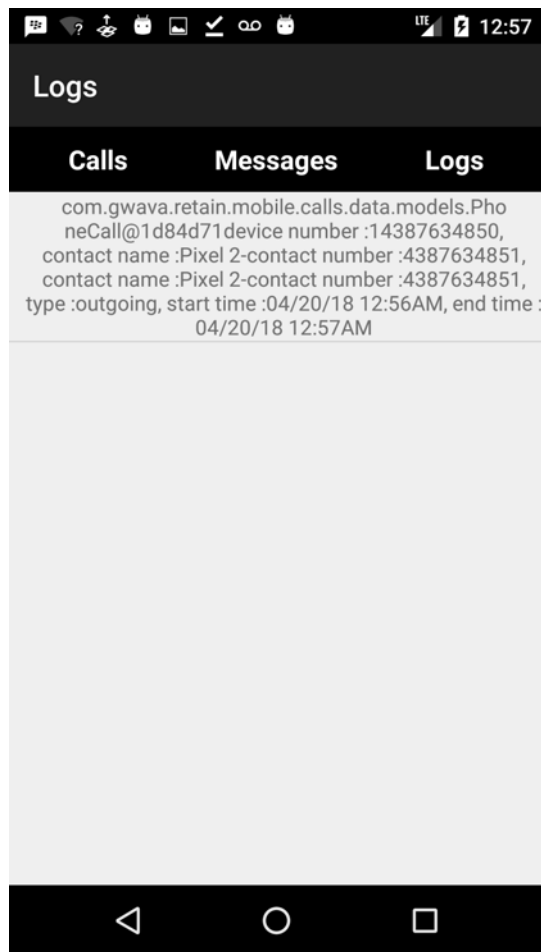 LTE 12:57
Logs
Calls Messages Logs
com.gwava.retain.mobile.calls.data.models.Pho
neCall@1d84d71device number :14387634850,
contact name :Pixel 2-contact number :4387634851,
contact name :Pixel 2-contact number :4387634851,
type :outgoing, start time :04/20/18 12:56AM, end time :
04/20/18 12:57AM